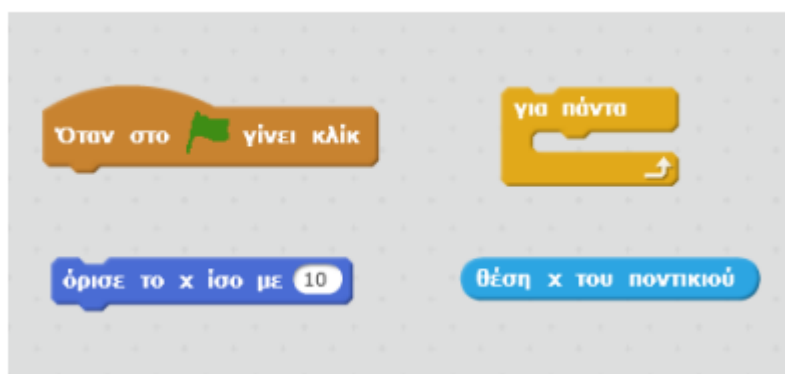 Όταν στο γίνει κλίκ
για πάντα
όρισε το x ίσο με 10
θέση x του ποντικιού